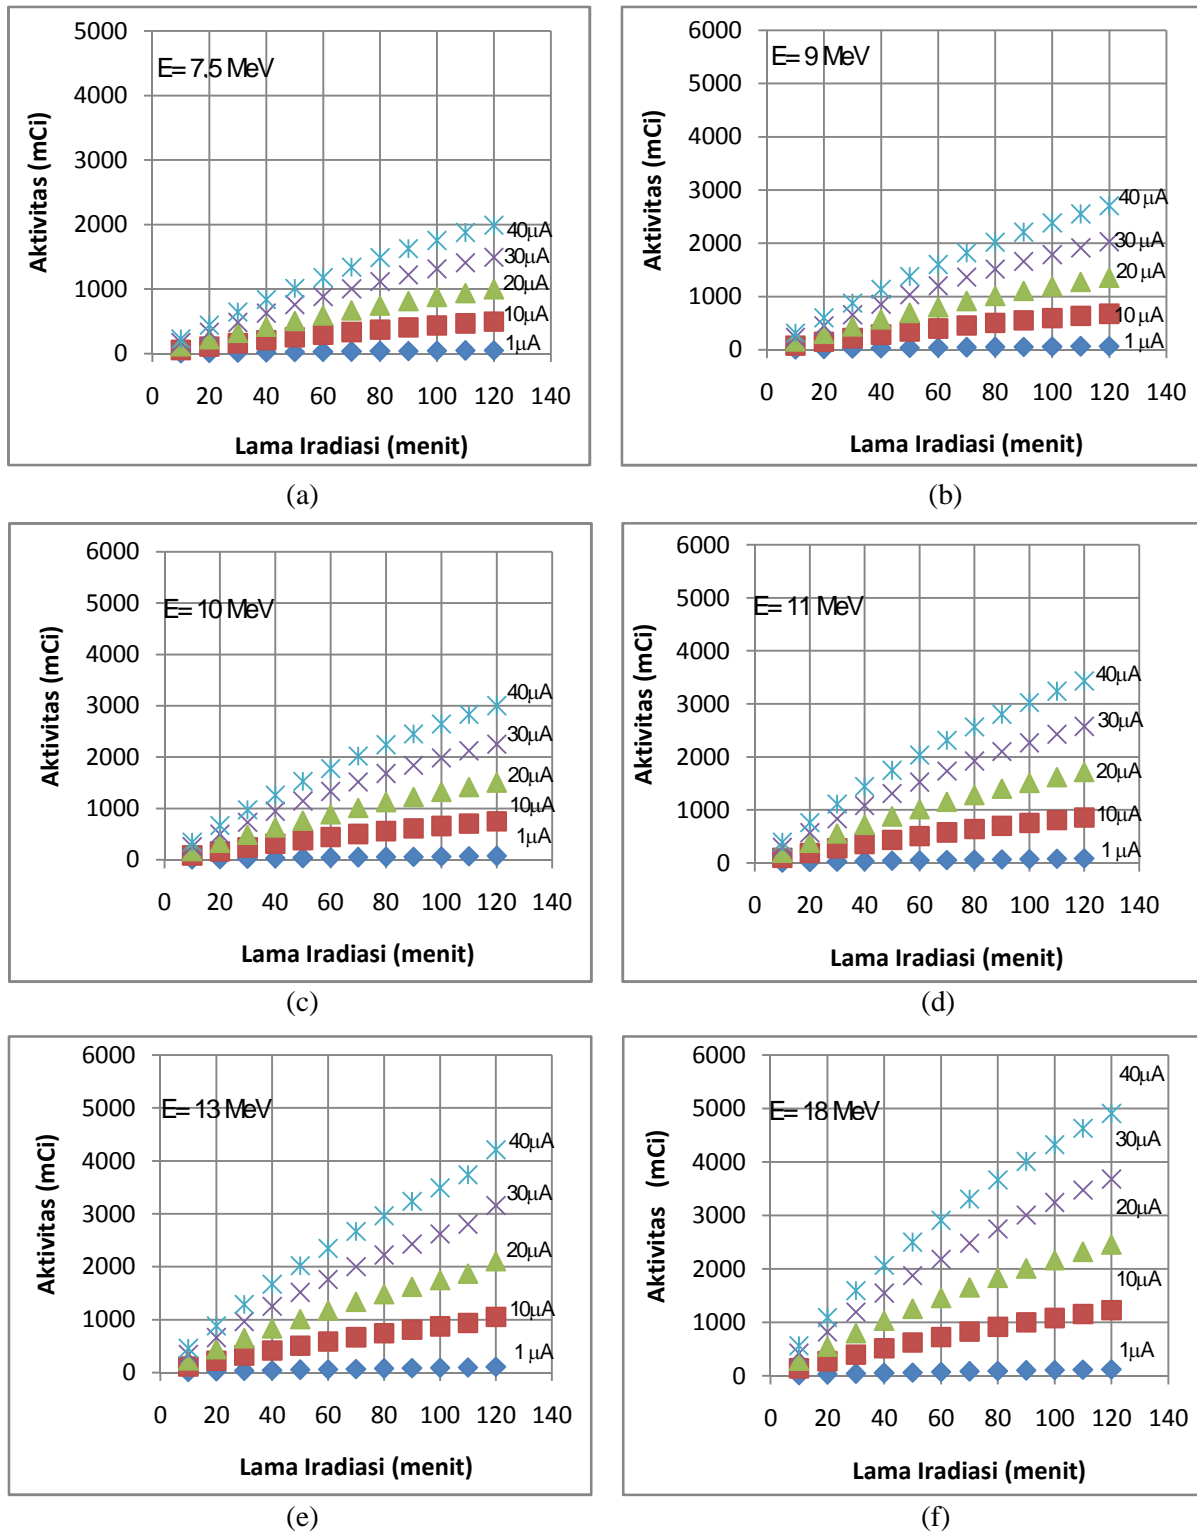 5000
4000
3000
2000
1000
0
E= 7.5 MeV
40µA
30µA
20µA
10µA
1µA
0 20 40 60 80 100 120 140
Aktivitas (mCi)
Lama Iradiasi (menit)
(a)
6000
5000
4000
3000
2000
1000
0
E= 9 MeV
40 µA
30 µA
20 µA
10 µA
1 µA
0 20 40 60 80 100 120 140
Aktivitas (mCi)
Lama Iradiasi (menit)
(b)
6000
5000
4000
3000
2000
1000
0
E= 10 MeV
40µA
30µA
20µA
10µA
1µA
0 20 40 60 80 100 120 140
Aktivitas (mCi)
Lama Iradiasi (menit)
(c)
6000
5000
4000
3000
2000
1000
0
E= 11 MeV
40µA
30µA
20µA
10µA
1 µA
0 20 40 60 80 100 120 140
Aktivitas (mCi)
Lama Iradiasi (menit)
(d)
6000
5000
4000
3000
2000
1000
0
E= 13 MeV
40µA
30µA
20µA
10µA
1 µA
0 20 40 60 80 100 120 140
Aktivitas (mCi)
Lama Iradiasi (menit)
(e)
6000
5000
4000
3000
2000
1000
0
E= 18 MeV
40µA
30µA
20µA
10µA
1µA
0 20 40 60 80 100 120 140
Aktivitas (mCi)
Lama Iradiasi (menit)
(f)